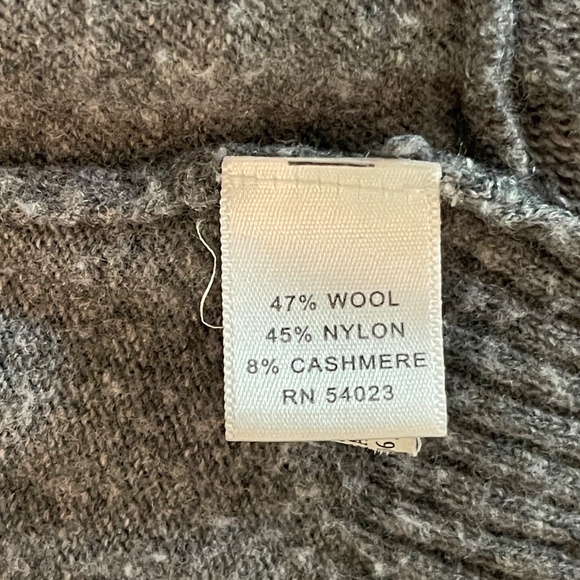 47% WOOL
45% NYLON
8% CASHMERE
RN 54023